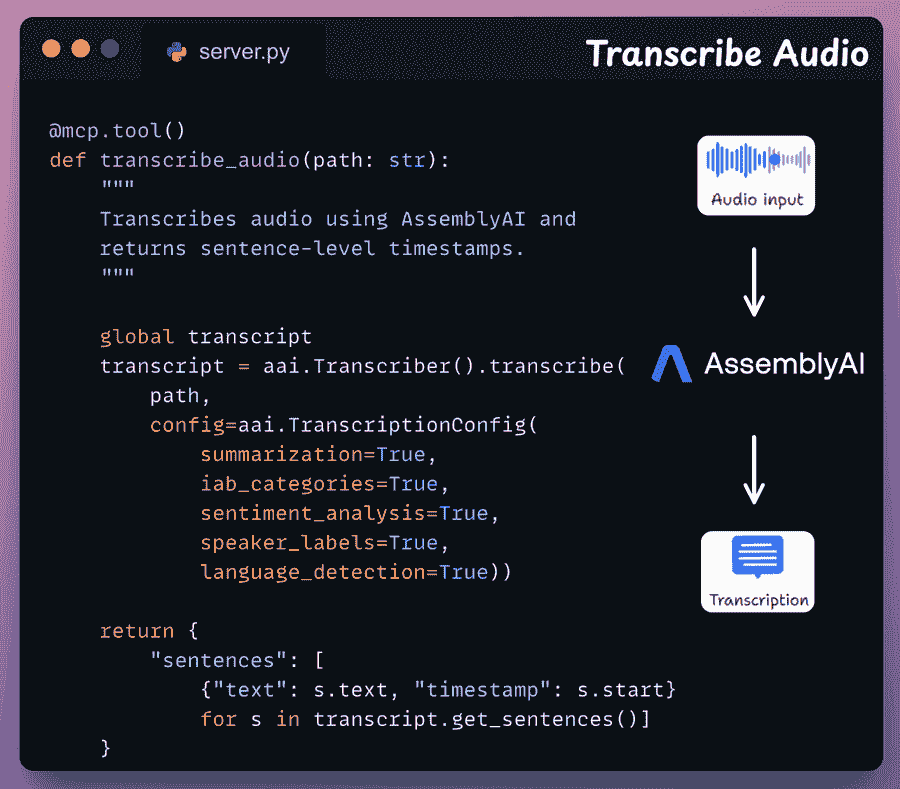 server.py
Transcribe Audio
@mcp.tool()
def transcribe_audio(path: str):
    """
    Transcribes audio using AssemblyAI and
    returns sentence-level timestamps.
    """
    global transcript
    transcript = aai.Transcriber().transcribe(
        path,
        config=aai.TranscriptionConfig(
            summarization=True,
            iab_categories=True,
            sentiment_analysis=True,
            speaker_labels=True,
            language_detection=True))
    return {
        "sentences": [
            {"text": s.text, "timestamp": s.start}
            for s in transcript.get_sentences()]
    }
Audio input
AssemblyAI
Transcription